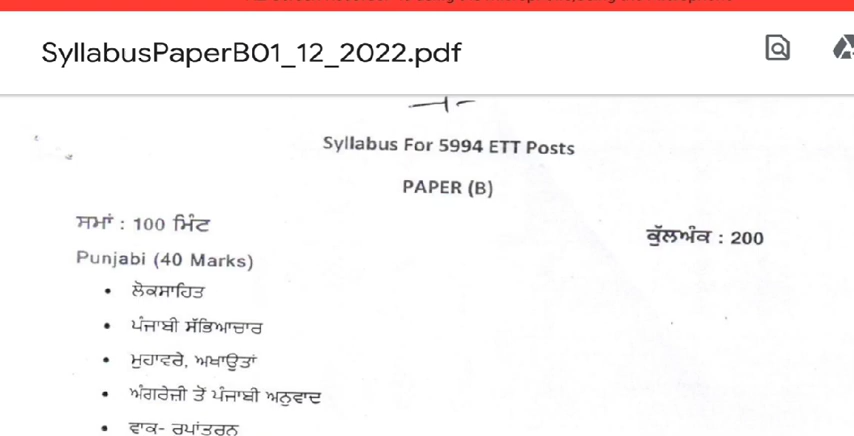 SyllabusPaperB01_12_2022.pdf
Syllabus For 5994 ETT Posts
PAPER (B)
ਸਮਾਂ : 100 ਮਿੰਟ
ਕੁੱਲਅੰਕ : 200
Punjabi (40 Marks)
• ਲੋਕਸਾਹਿਤ
• ਪੰਜਾਬੀ ਸੱਭਿਆਚਾਰ
• ਮੁਹਾਵਰੇ, ਅਖਾਉਤਾਂ
• ਅੰਗਰੇਜ਼ੀ ਤੋਂ ਪੰਜਾਬੀ ਅਨੁਵਾਦ
• ਵਾਕ- ਰਪਾਂਤਰਨ